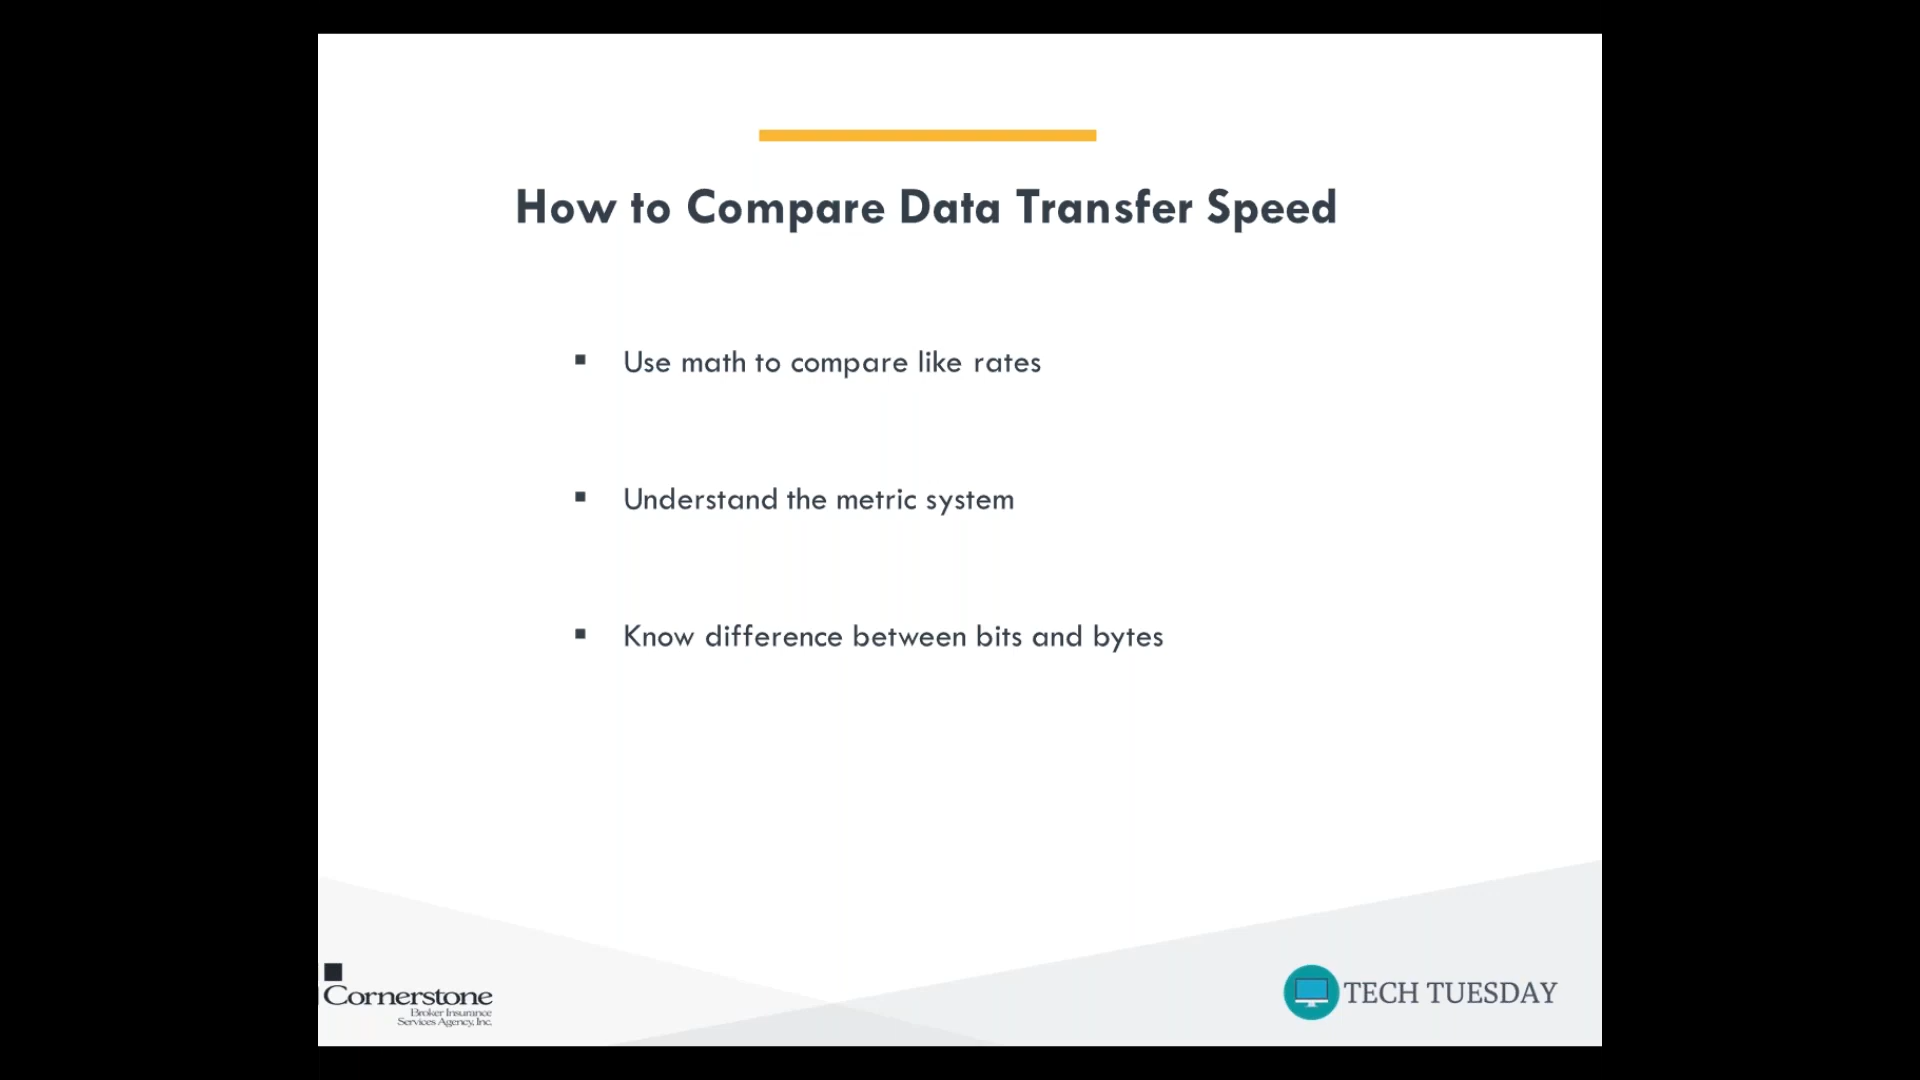 How to Compare Data Transfer Speed
▪ Use math to compare like rates
▪ Understand the metric system
▪ Know difference between bits and bytes
Cornerstone
Broker Insurance
Services Agency, Inc.
TECH TUESDAY